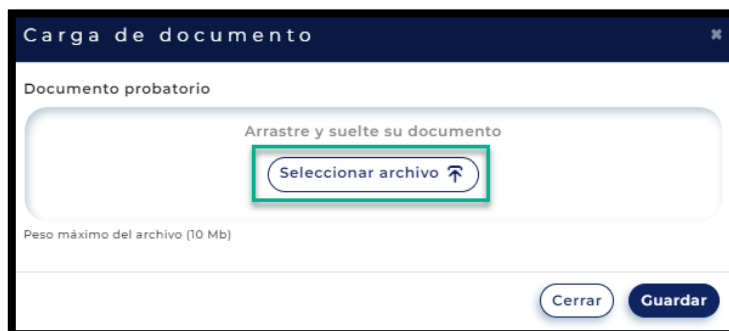 Carga de documento
Documento probatorio
Arrastre y suelte su documento
Seleccionar archivo
Peso máximo del archivo (10 Mb)
Cerrar Guardar